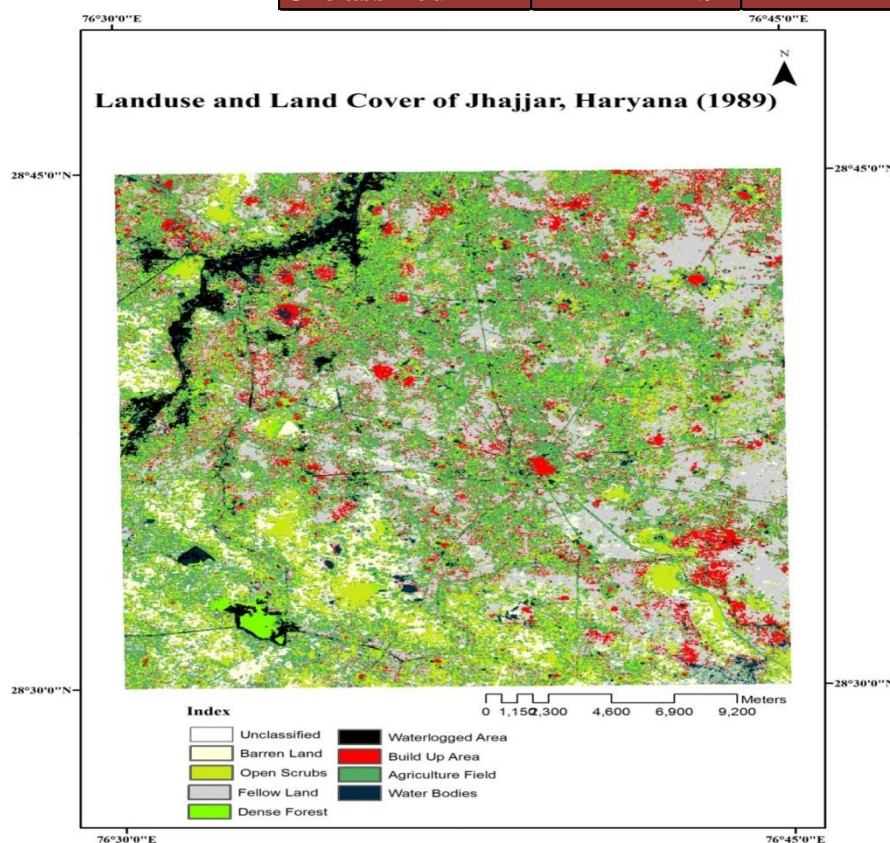 76°30'0"E 76°45'0"E
N
Landuse and Land Cover of Jhajjar, Haryana (1989)
28°45'0"N 28°45'0"N
28°30'0"N 28°30'0"N
Meters
0 1,150 2,300 4,600 6,900 9,200
Index
Unclassified
Barren Land
Open Scrubs
Fellow Land
Dense Forest
Waterlogged Area
Build Up Area
Agriculture Field
Water Bodies
76°30'0"E 76°45'0"E